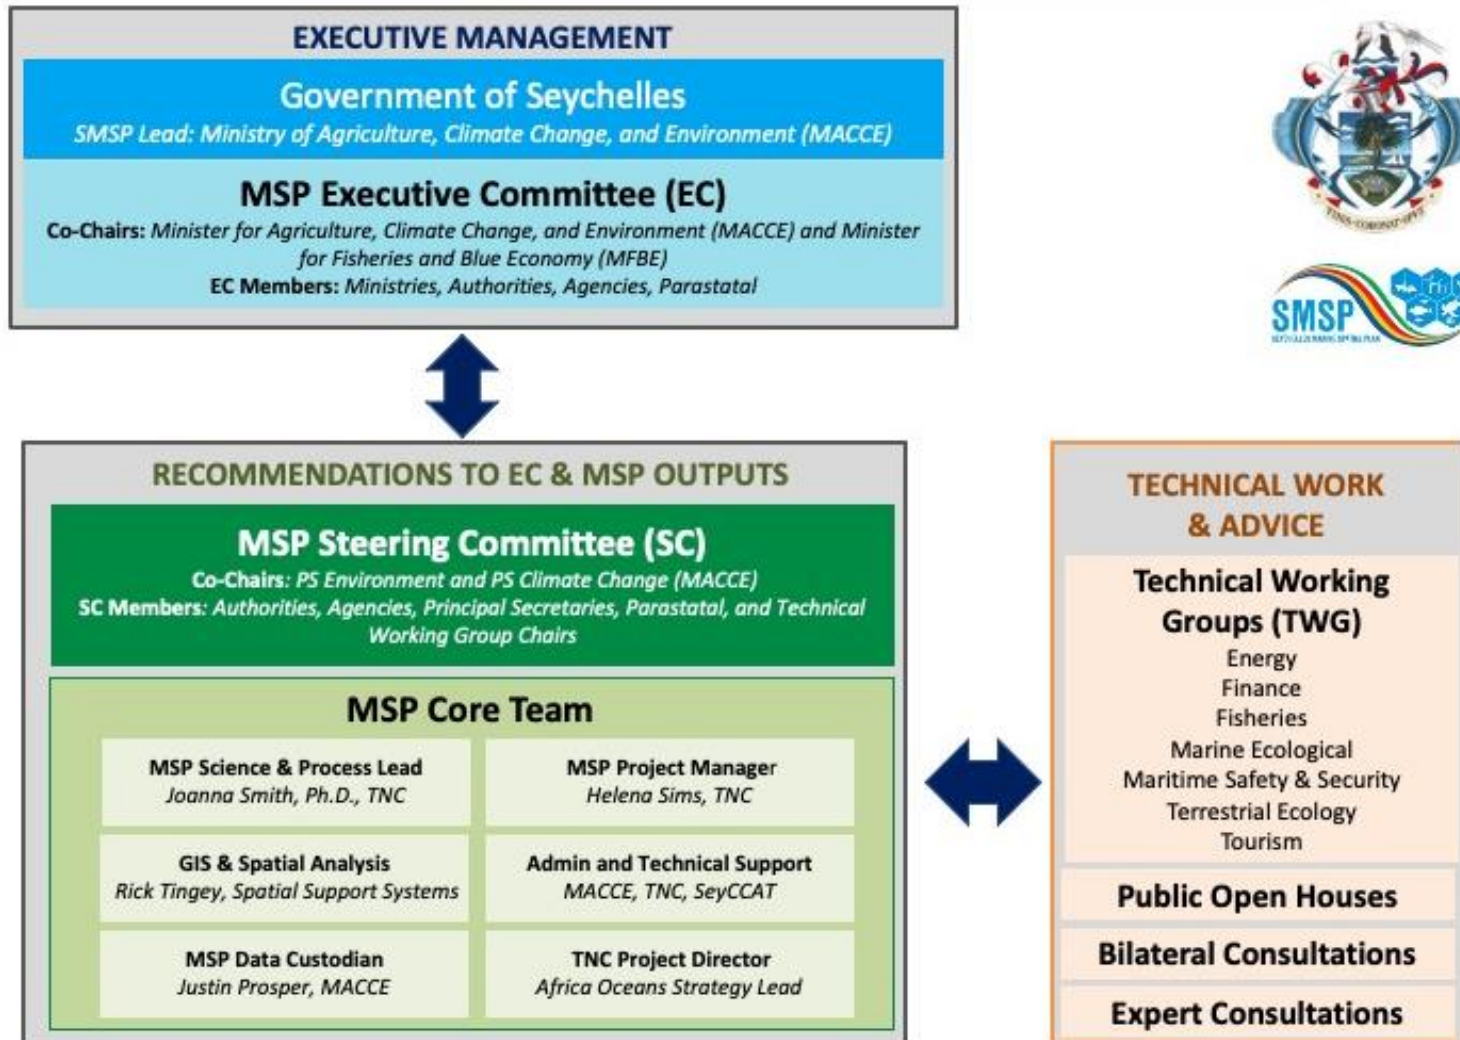 EXECUTIVE MANAGEMENT
Government of Seychelles
SMSP Lead: Ministry of Agriculture, Climate Change, and Environment (MACCE)
MSP Executive Committee (EC)
Co-Chairs: Minister for Agriculture, Climate Change, and Environment (MACCE) and Minister
for Fisheries and Blue Economy (MFBE)
EC Members: Ministries, Authorities, Agencies, Parastatal
SMSP
RECOMMENDATIONS TO EC & MSP OUTPUTS
MSP Steering Committee (SC)
Co-Chairs: PS Environment and PS Climate Change (MACCE)
SC Members: Authorities, Agencies, Principal Secretaries, Parastatal, and Technical
Working Group Chairs
MSP Core Team
MSP Science & Process Lead
Joanna Smith, Ph.D., TNC
MSP Project Manager
Helena Sims, TNC
GIS & Spatial Analysis
Rick Tingey, Spatial Support Systems
Admin and Technical Support
MACCE, TNC, SeyCCAT
MSP Data Custodian
Justin Prosper, MACCE
TNC Project Director
Africa Oceans Strategy Lead
TECHNICAL WORK
& ADVICE
Technical Working
Groups (TWG)
Energy
Finance
Fisheries
Marine Ecological
Maritime Safety & Security
Terrestrial Ecology
Tourism
Public Open Houses
Bilateral Consultations
Expert Consultations